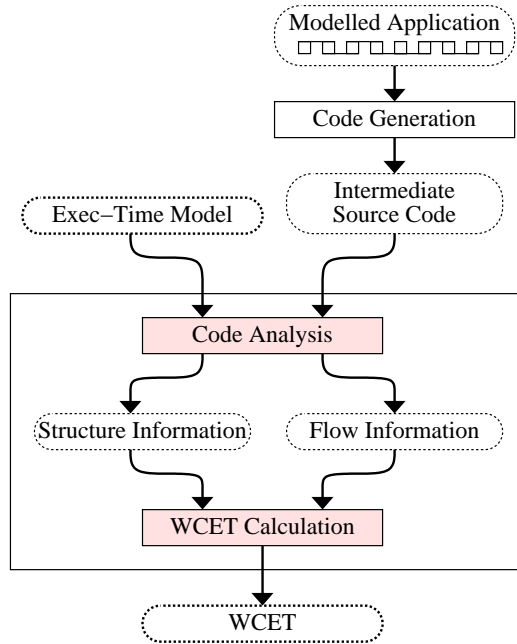 Modelled Application
Code Generation
Intermediate
Source Code
Exec−Time Model
Code Analysis
Structure Information
Flow Information
WCET Calculation
WCET